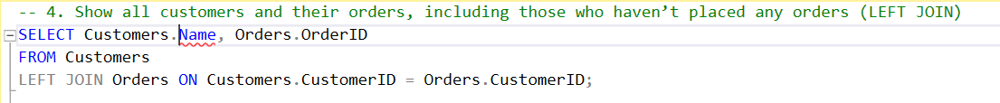 -- 4. Show all customers and their orders, including those who haven’t placed any orders (LEFT JOIN)
SELECT Customers.Name, Orders.OrderID
FROM Customers
LEFT JOIN Orders ON Customers.CustomerID = Orders.CustomerID;